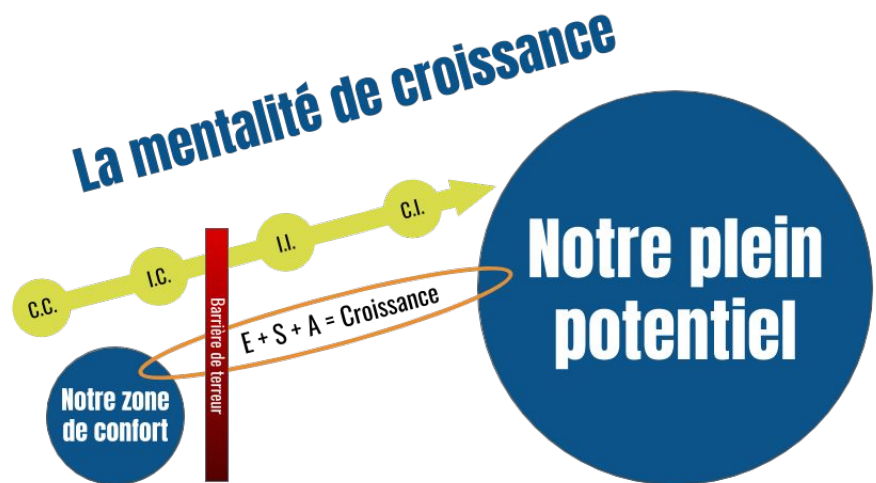 La mentalité de croissance
C.C.
I.C.
I.I.
C.I.
Barrière de terreur
E + S + A = Croissance
Notre zone
de confort
Notre plein
potentiel